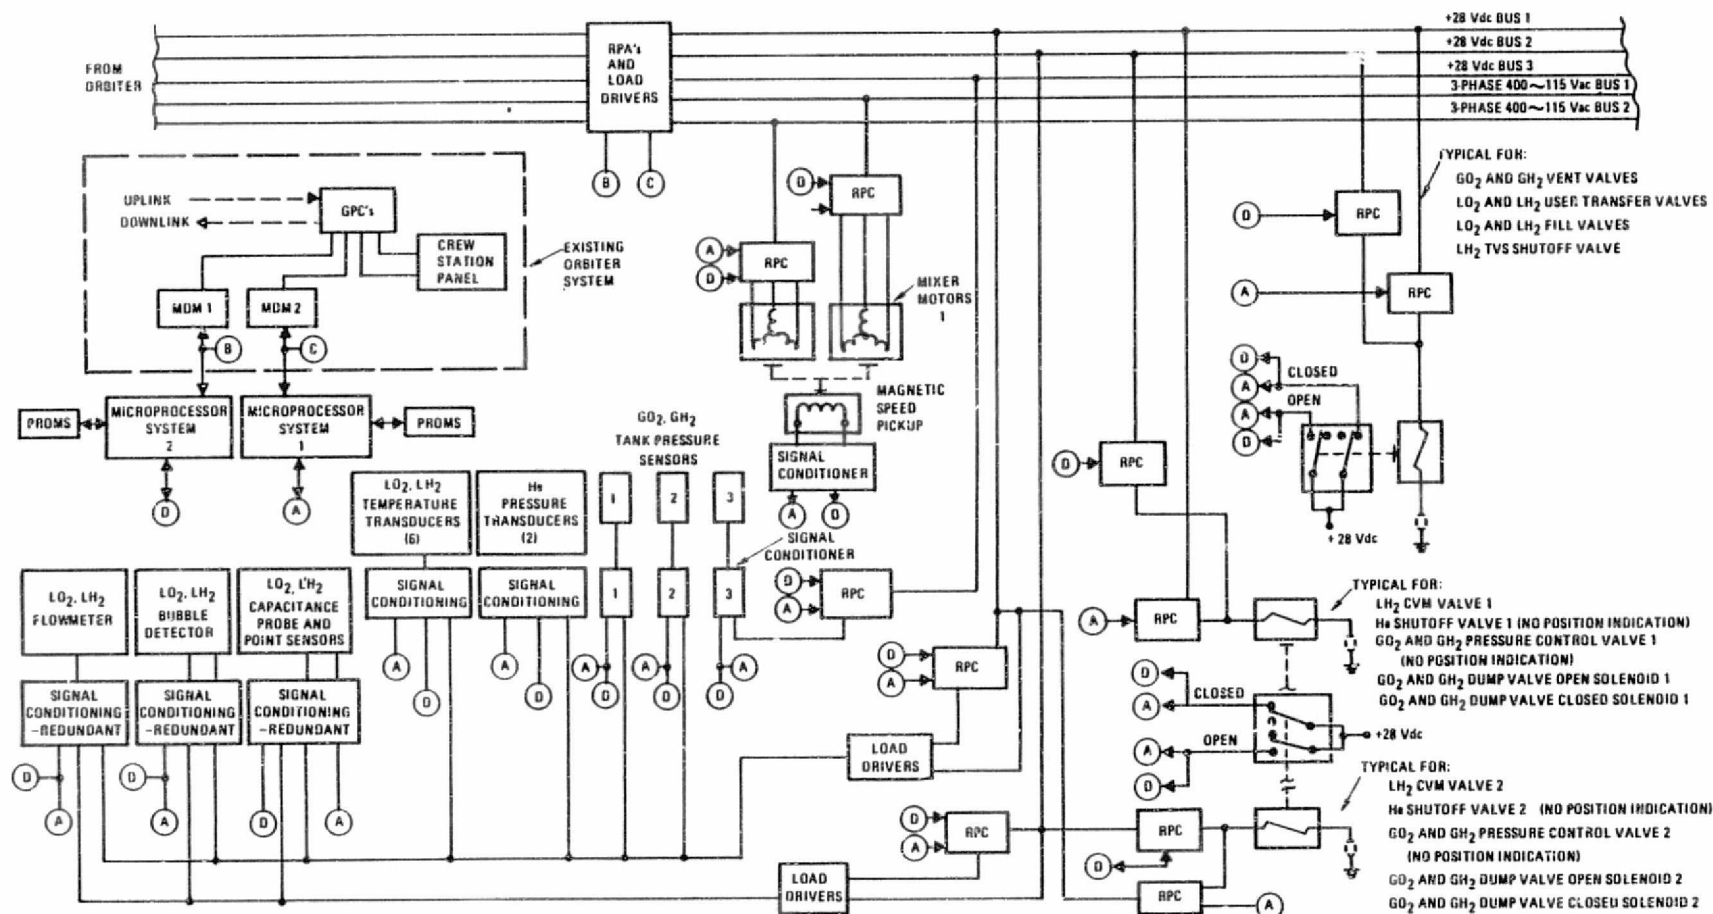 +28 Vdc BUS 1
+28 Vdc BUS 2
+28 Vdc BUS 3
3-PHASE 400~115 Vac BUS 1
3-PHASE 400~115 Vac BUS 2
FROM
ORBITER
RPA's
AND
LOAD
DRIVERS
B
C
UPLINK
DOWNLINK
GPC's
CREW
STATION
PANEL
EXISTING
ORBITER
SYSTEM
MDM 1
MDM 2
B
C
PROMS
MICROPROCESSOR
SYSTEM
2
MICROPROCESSOR
SYSTEM
1
PROMS
D
A
D
RPC
A
D
RPC
MIXER
MOTORS
1
MAGNETIC
SPEED
PICKUP
SIGNAL
CONDITIONER
A
D
GO2, GH2
TANK PRESSURE
SENSORS
1
2
3
SIGNAL
CONDITIONER
1
2
3
D
A
RPC
A
D
A
D
D
A
LO2, LH2
TEMPERATURE
TRANSDUCERS
(6)
He
PRESSURE
TRANSDUCERS
(2)
SIGNAL
CONDITIONING
SIGNAL
CONDITIONING
A
D
A
D
LO2, LH2
FLOWMETER
LO2, LH2
BUBBLE
DETECTOR
LO2, LH2
CAPACITANCE
PROBE AND
POINT SENSORS
SIGNAL
CONDITIONING
-REDUNDANT
SIGNAL
CONDITIONING
-REDUNDANT
SIGNAL
CONDITIONING
-REDUNDANT
D
A
D
A
D
A
D
A
RPC
LOAD
DRIVERS
D
A
RPC
LOAD
DRIVERS
TYPICAL FOR:
GO2 AND GH2 VENT VALVES
LO2 AND LH2 USER TRANSFER VALVES
LO2 AND LH2 FILL VALVES
LH2 TVS SHUTOFF VALVE
D
RPC
A
RPC
D
A
CLOSED
A
OPEN
D
+28 Vdc
D
RPC
A
RPC
TYPICAL FOR:
LH2 CVM VALVE 1
He SHUTOFF VALVE 1 (NO POSITION INDICATION)
GO2 AND GH2 PRESSURE CONTROL VALVE 1
(NO POSITION INDICATION)
GO2 AND GH2 DUMP VALVE OPEN SOLENOID 1
GO2 AND GH2 DUMP VALVE CLOSED SOLENOID 1
D
CLOSED
A
A
OPEN
D
+28 Vdc
TYPICAL FOR:
LH2 CVM VALVE 2
He SHUTOFF VALVE 2 (NO POSITION INDICATION)
GO2 AND GH2 PRESSURE CONTROL VALVE 2
(NO POSITION INDICATION)
GO2 AND GH2 DUMP VALVE OPEN SOLENOID 2
GO2 AND GH2 DUMP VALVE CLOSED SOLENOID 2
RPC
D
RPC
A